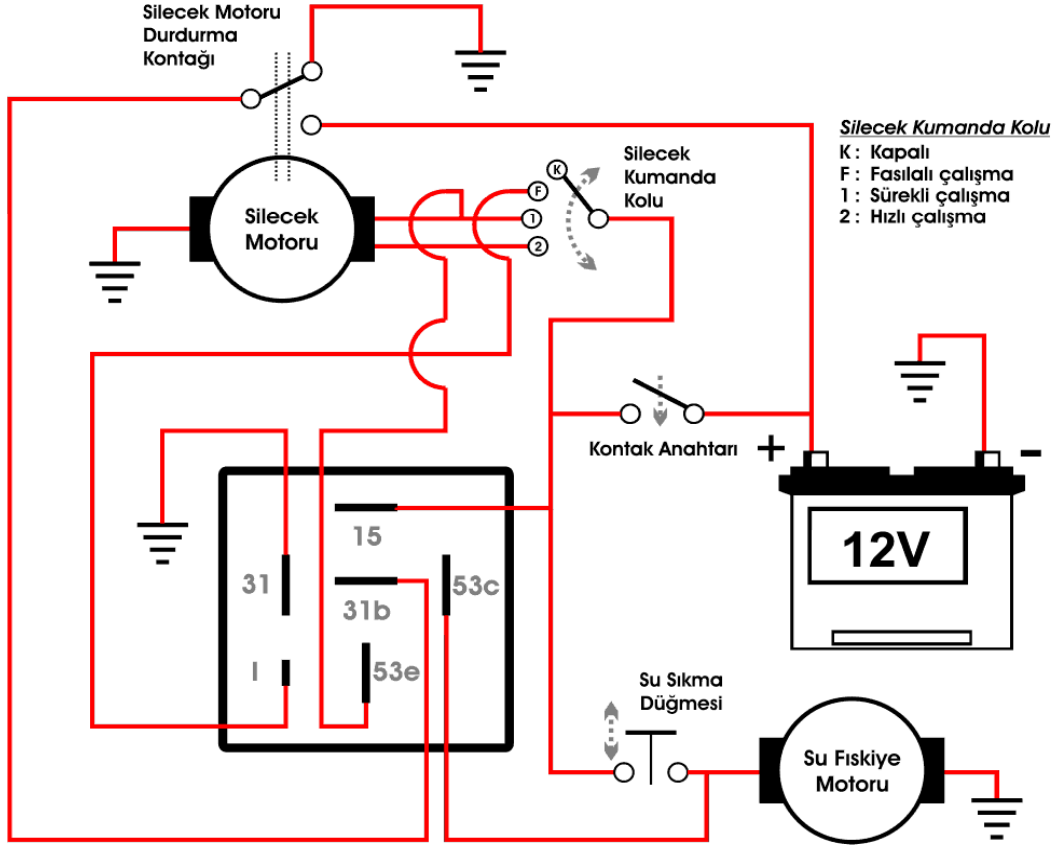 Silecek Motoru
Durdurma
Kontağı
Silecek Kumanda Kolu
K : Kapalı
F : Fasılalı çalışma
1 : Sürekli çalışma
2 : Hızlı çalışma
Silecek
Kumanda
Kolu
K
F
1
2
Silecek
Motoru
Kontak Anahtarı
+
-
12V
15
31
31b
53c
I
53e
Su Sıkma
Düğmesi
Su Fıskiye
Motoru